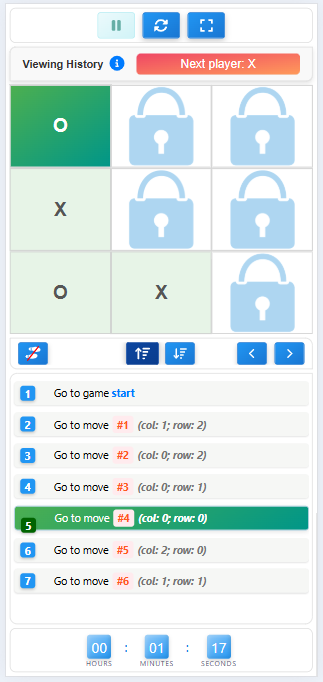 Viewing History i Next player: X
O
X
O X
1 Go to game start
2 Go to move #1 (col: 1; row: 2)
3 Go to move #2 (col: 0; row: 2)
4 Go to move #3 (col: 0; row: 1)
5 Go to move #4 (col: 0; row: 0)
6 Go to move #5 (col: 2; row: 0)
7 Go to move #6 (col: 1; row: 1)
00 : 01 : 17
HOURS MINUTES SECONDS